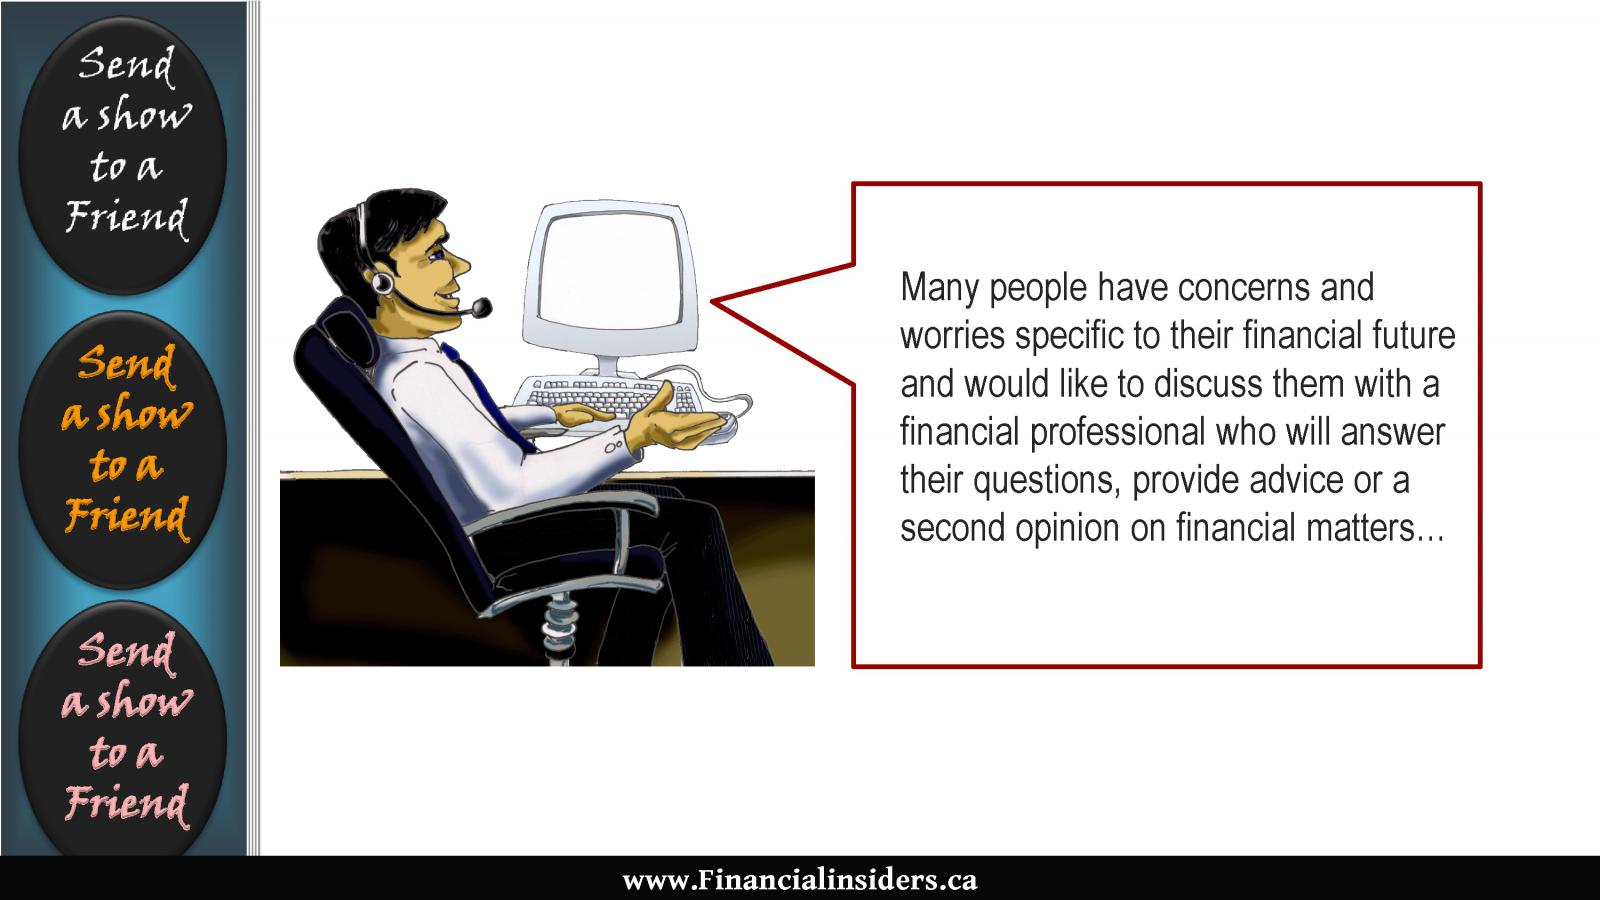 Send
a show
to a
Friend
Send
a show
to a
Friend
Send
a show
to a
Friend
Many people have concerns and
worries specific to their financial future
and would like to discuss them with a
financial professional who will answer
their questions, provide advice or a
second opinion on financial matters…
www.Financialinsiders.ca